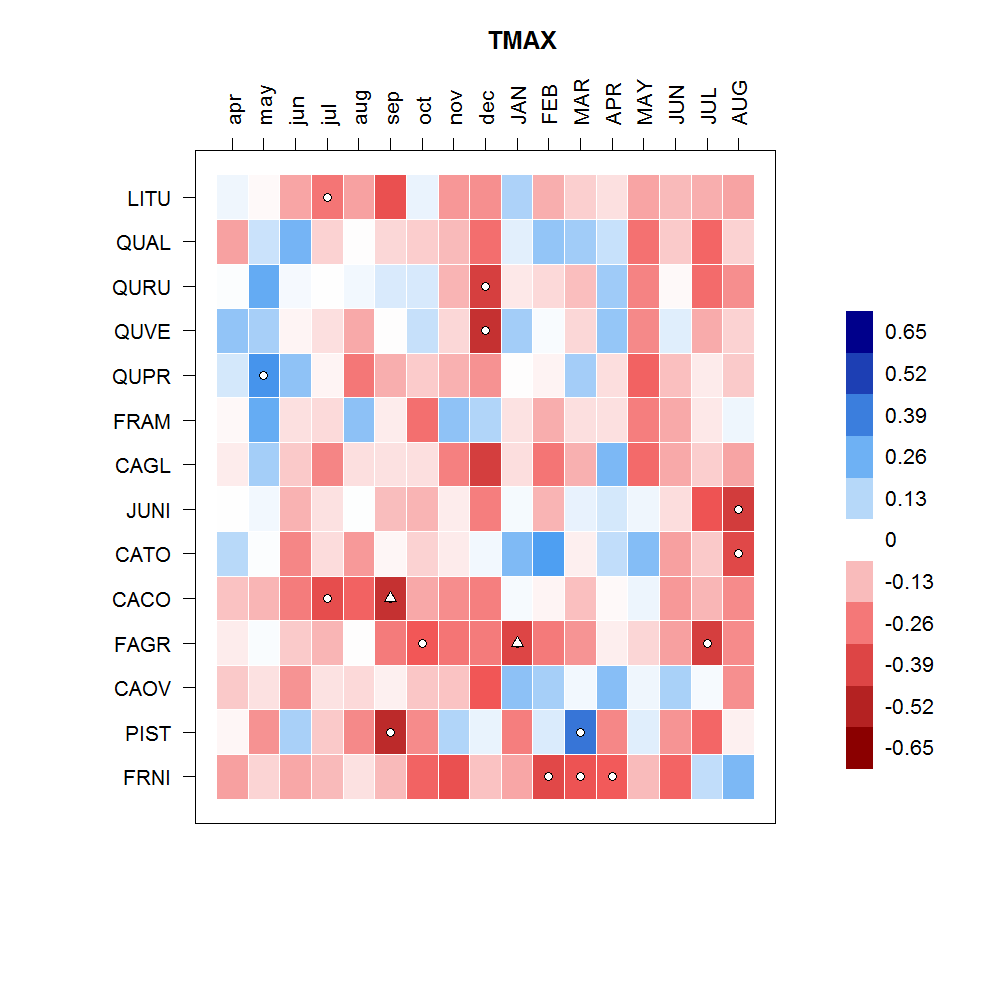 TMAX
apr may jun jul aug sep oct nov dec JAN FEB MAR APR MAY JUN JUL AUG
LITU
QUAL
QURU
QUVE
QUPR
FRAM
CAGL
JUNI
CATO
CACO
FAGR
CAOV
PIST
FRNI
0.65
0.52
0.39
0.26
0.13
0
-0.13
-0.26
-0.39
-0.52
-0.65